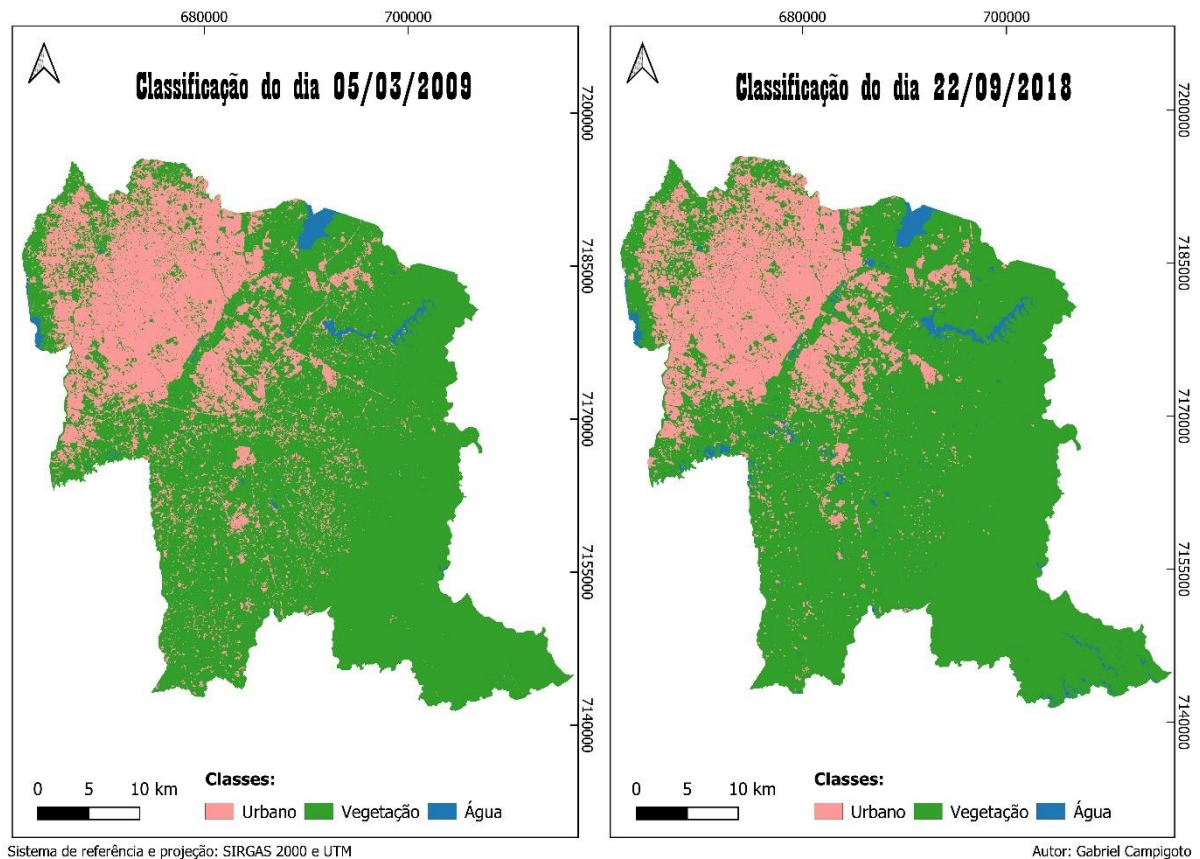 680000 700000
Classificação do dia 05/03/2009
7200000
7185000
7170000
7155000
7140000
0 5 10 km
Classes:
Urbano Vegetação Água
680000 700000
Classificação do dia 22/09/2018
7200000
7185000
7170000
7155000
7140000
0 5 10 km
Classes:
Urbano Vegetação Água
Sistema de referência e projeção: SIRGAS 2000 e UTM
Autor: Gabriel Campigoto